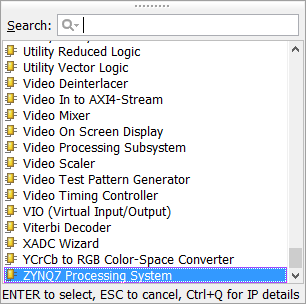 Search:
Utility Reduced Logic
Utility Vector Logic
Video Deinterlacer
Video In to AXI4-Stream
Video Mixer
Video On Screen Display
Video Processing Subsystem
Video Scaler
Video Test Pattern Generator
Video Timing Controller
VIO (Virtual Input/Output)
Viterbi Decoder
XADC Wizard
YCrCb to RGB Color-Space Converter
ZYNQ7 Processing System
ENTER to select, ESC to cancel, Ctrl+Q for IP details